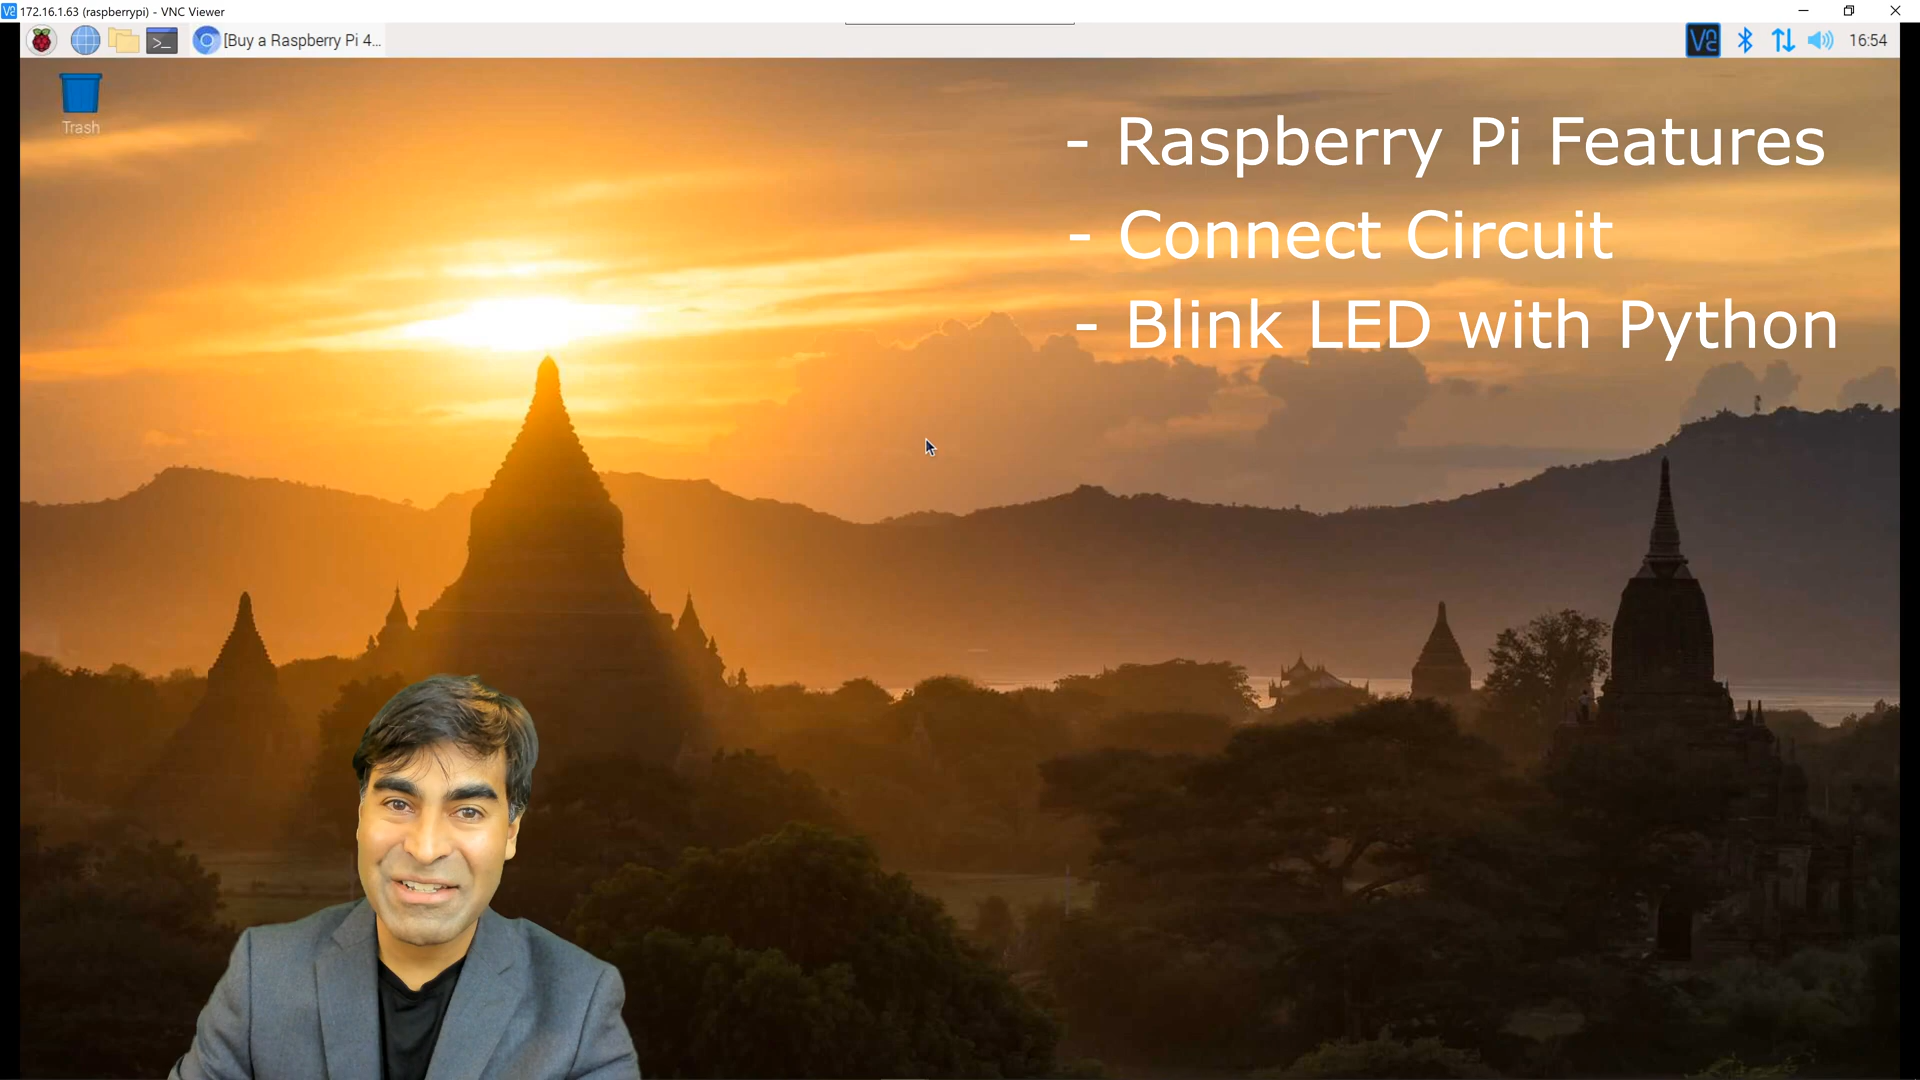 172.16.1.63 (raspberrypi) - VNC Viewer
[Buy a Raspberry Pi 4...
16:54
Trash
- Raspberry Pi Features
- Connect Circuit
- Blink LED with Python